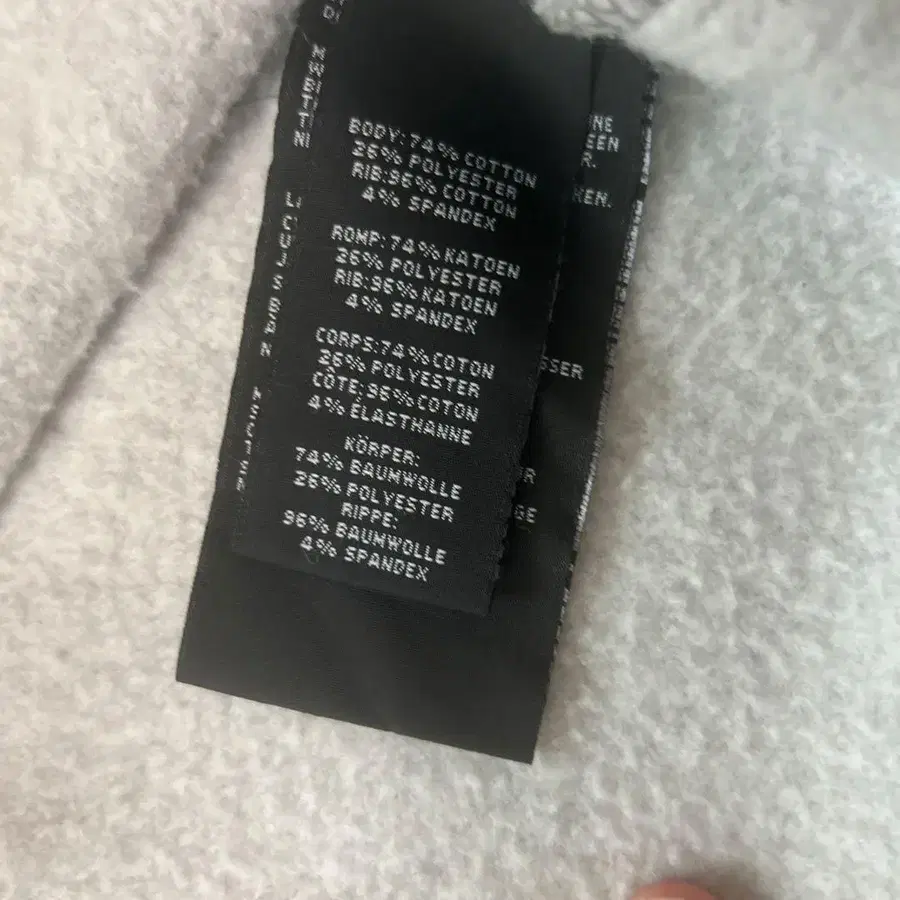 BODY:74% COTTON
26% POLYESTER
RIB:96% COTTON
4% SPANDEX
ROMP:74% KATOEN
26% POLYESTER
RIB:96% KATOEN
4% SPANDEX
CORPS:74% COTON
26% POLYESTER
CÔTE:96% COTON
4% ÉLASTHANNE
KÖRPER:
74% BAUMWOLLE
26% POLYESTER
RIPPE:
96% BAUMWOLLE
4% SPANDEX